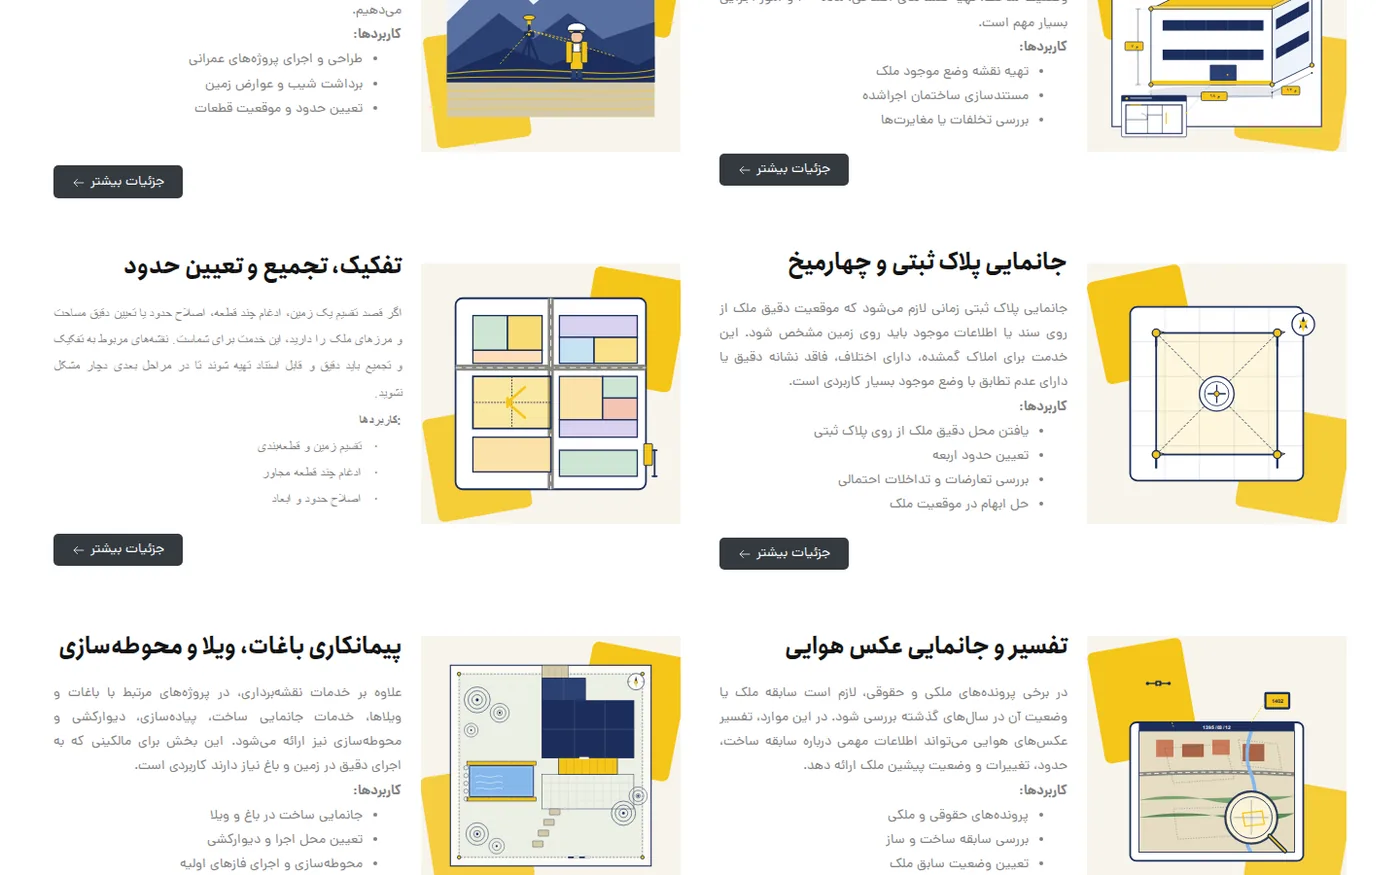 بسیار مهم است.
کاربردها:
تهیه نقشه وضع موجود ملک
مستندسازی ساختمان اجراشده
بررسی تخلفات یا مغایرت‌ها
جزئیات بیشتر
می‌دهیم.
کاربردها:
طراحی و اجرای پروژه‌های عمرانی
برداشت شیب و عوارض زمین
تعیین حدود و موقعیت قطعات
جزئیات بیشتر
جانمایی پلاک ثبتی و چهارمیخ
جانمایی پلاک ثبتی زمانی لازم می‌شود که موقعیت دقیق ملک از
روی سند یا اطلاعات موجود باید روی زمین مشخص شود. این
خدمت برای املاک گمشده، دارای اختلاف، فاقد نشانه دقیق یا
دارای عدم تطابق با وضع موجود بسیار کاربردی است.
کاربردها:
یافتن محل دقیق ملک از روی پلاک ثبتی
تعیین حدود اربعه
بررسی تعارضات و تداخلات احتمالی
حل ابهام در موقعیت ملک
جزئیات بیشتر
تفکیک، تجمیع و تعیین حدود
اگر قصد تقسیم یک زمین، ادغام چند قطعه، اصلاح حدود یا تعیین دقیق مساحت
و مرزهای ملک را دارید، این خدمت برای شماست. نقشه‌های مربوط به تفکیک
و تجمیع باید دقیق و قابل استناد تهیه شوند تا در مراحل بعدی دچار مشکل
نشوید.
کاربردها:
تقسیم زمین و قطعه‌بندی
ادغام چند قطعه مجاور
اصلاح حدود و ابعاد
جزئیات بیشتر
تفسیر و جانمایی عکس هوایی
در برخی پرونده‌های ملکی و حقوقی، لازم است سابقه ملک یا
وضعیت آن در سال‌های گذشته بررسی شود. در این موارد، تفسیر
عکس‌های هوایی می‌تواند اطلاعات مهمی درباره سابقه ساخت،
حدود، تغییرات و وضعیت پیشین ملک ارائه دهد.
کاربردها:
پرونده‌های حقوقی و ملکی
بررسی سابقه ساخت و ساز
تعیین وضعیت سابق ملک
1402
1395/03/12
پیمانکاری باغات، ویلا و محوطه‌سازی
علاوه بر خدمات نقشه‌برداری، در پروژه‌های مرتبط با باغات و
ویلاها، خدمات جانمایی ساخت، پیاده‌سازی، دیوارکشی و
محوطه‌سازی نیز ارائه می‌شود. این بخش برای مالکینی که به
اجرای دقیق در زمین و باغ نیاز دارند کاربردی است.
کاربردها:
جانمایی ساخت در باغ و ویلا
تعیین محل اجرا و دیوارکشی
محوطه‌سازی و اجرای فازهای اولیه